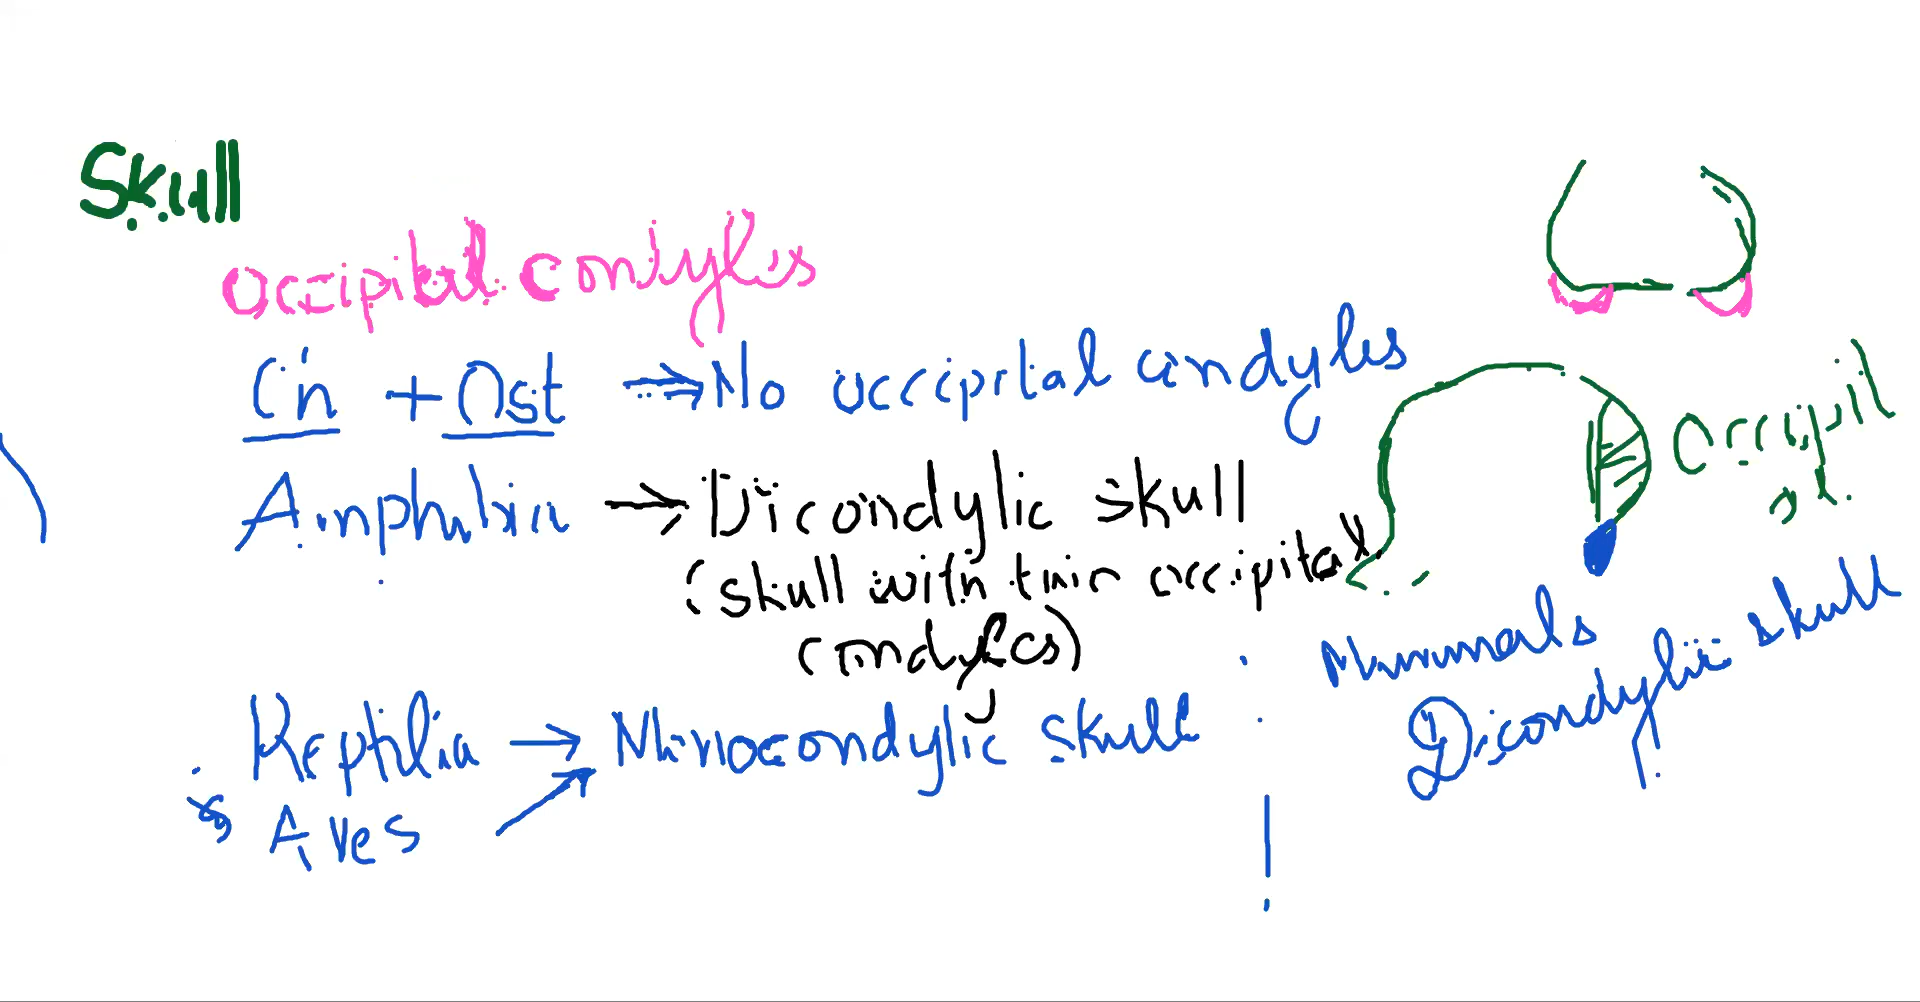 Skull
occipital condyles
Cn + Ost → No occipital condyles
Amphibia → Dicondylic skull
(skull with twin occipital
condyles)
Occipital
Reptilia → Monocondylic skull
Aves
Mammals
Dicondylic skull